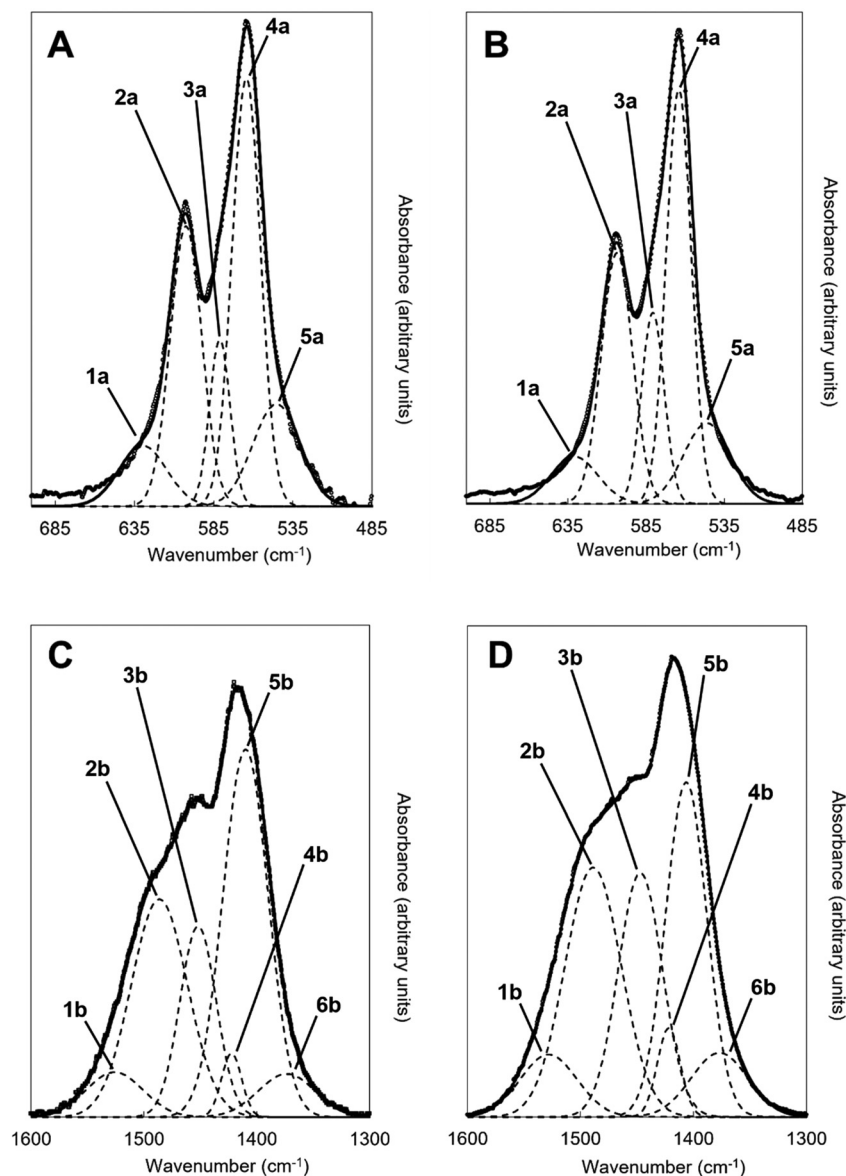 A
4a
3a
2a
5a
1a
685 635 585 535 485
Wavenumber (cm-1)
Absorbance (arbitrary units)
B
4a
3a
2a
5a
1a
685 635 585 535 485
Wavenumber (cm-1)
Absorbance (arbitrary units)
C
3b
5b
2b
4b
1b
6b
1600 1500 1400 1300
Wavenumber (cm-1)
Absorbance (arbitrary units)
D
3b
5b
2b
4b
1b
6b
1600 1500 1400 1300
Wavenumber (cm-1)
Absorbance (arbitrary units)